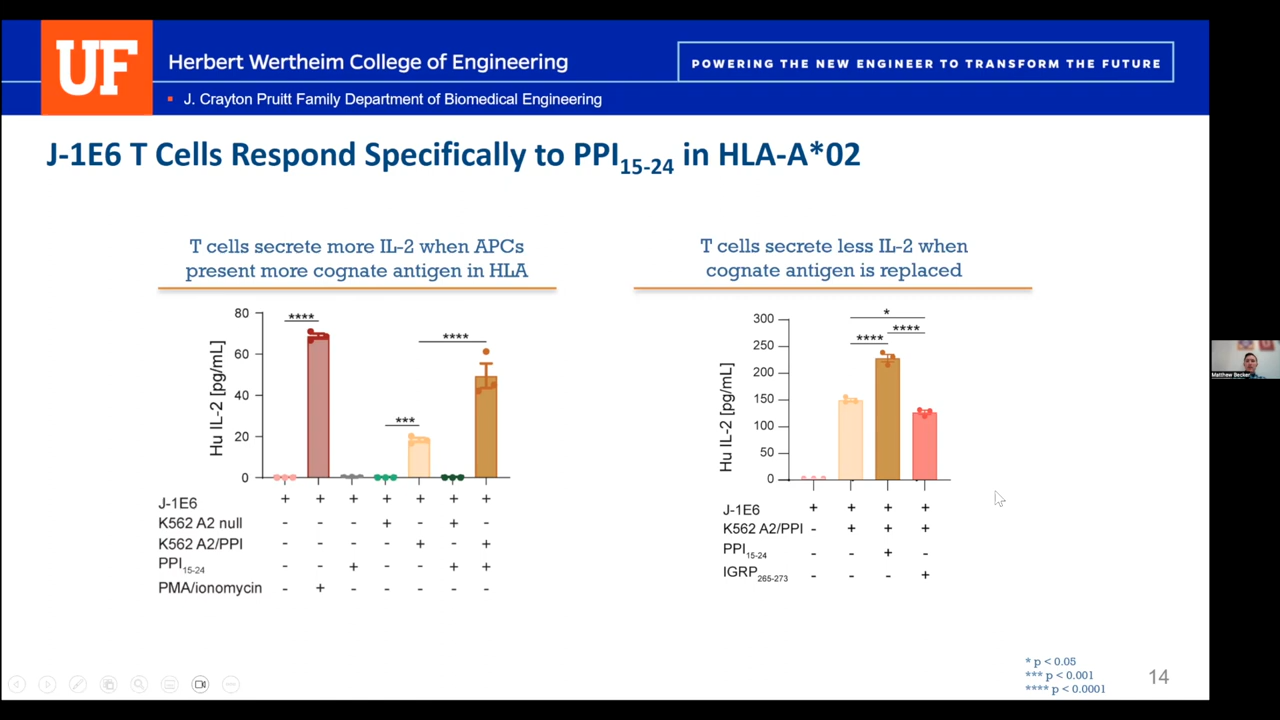 UF
Herbert Wertheim College of Engineering
POWERING THE NEW ENGINEER TO TRANSFORM THE FUTURE
J. Crayton Pruitt Family Department of Biomedical Engineering
J-1E6 T Cells Respond Specifically to PPI15-24 in HLA-A*02
T cells secrete more IL-2 when APCs
present more cognate antigen in HLA
80
60
40
20
0
Hu IL-2 [pg/mL]
****
***
****
J-1E6 + + + + + + +
K562 A2 null - - - + - + -
K562 A2/PPI - - - - + - +
PPI15-24 - - + - - + +
PMA/ionomycin - + - - - - -
T cells secrete less IL-2 when
cognate antigen is replaced
300
250
200
150
100
50
0
Hu IL-2 [pg/mL]
*
****
****
J-1E6 + + + +
K562 A2/PPI - + + +
PPI15-24 - - + -
IGRP265-273 - - - +
* p < 0.05
*** p < 0.001
**** p < 0.0001
14
Matthew Becker